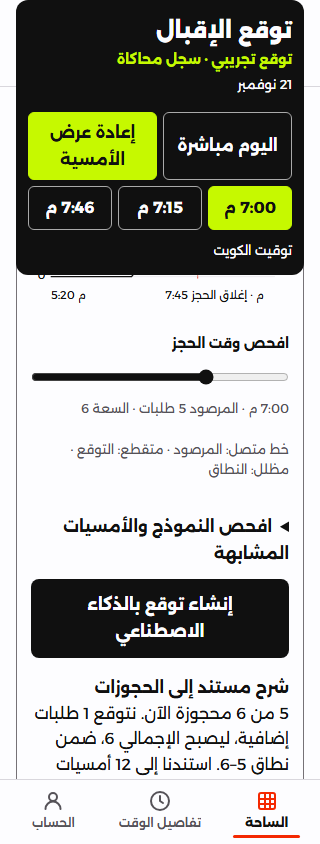 توقع الإقبال
توقع تجريبي · سجل محاكاة
21 نوفمبر
اليوم مباشرة
إعادة عرض
الأمسية
7:00 م
7:15 م
7:46 م
توقيت الكويت
5:20 م
م · إغلاق الحجز 7:45
افحص وقت الحجز
7:00 م · المرصود 5 طلبات · السعة 6
خط متصل: المرصود · متقطع: التوقع ·
مظلل: النطاق
افحص النموذج والأمسيات
المشابهة
إنشاء توقع بالذكاء
الاصطناعي
شرح مستند إلى الحجوزات
5 من 6 محجوزة الآن. نتوقع 1 طلبات
إضافية، ليصبح الإجمالي 6، ضمن
نطاق 5–6. استندنا إلى 12 أمسيات
الساحة
تفاصيل الوقت
الحساب